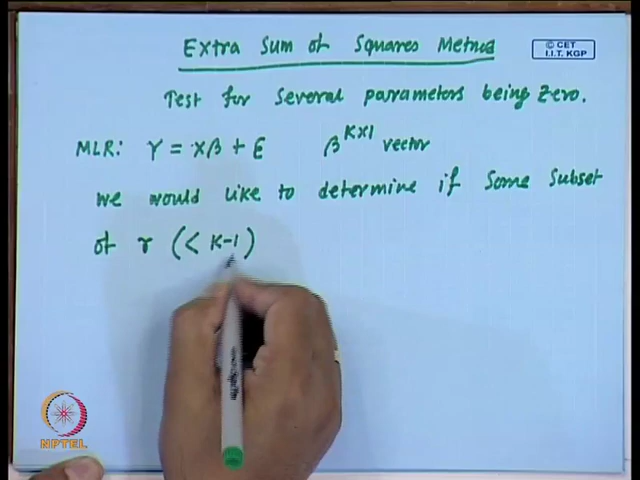 Extra Sum of Squares Method
© CET
I.I.T. KGP
Test for Several parameters being Zero.
MLR: Y = Xβ + E β^{K×1} vector
we would like to determine if Some Subset
of r (< K-1)
NPTEL